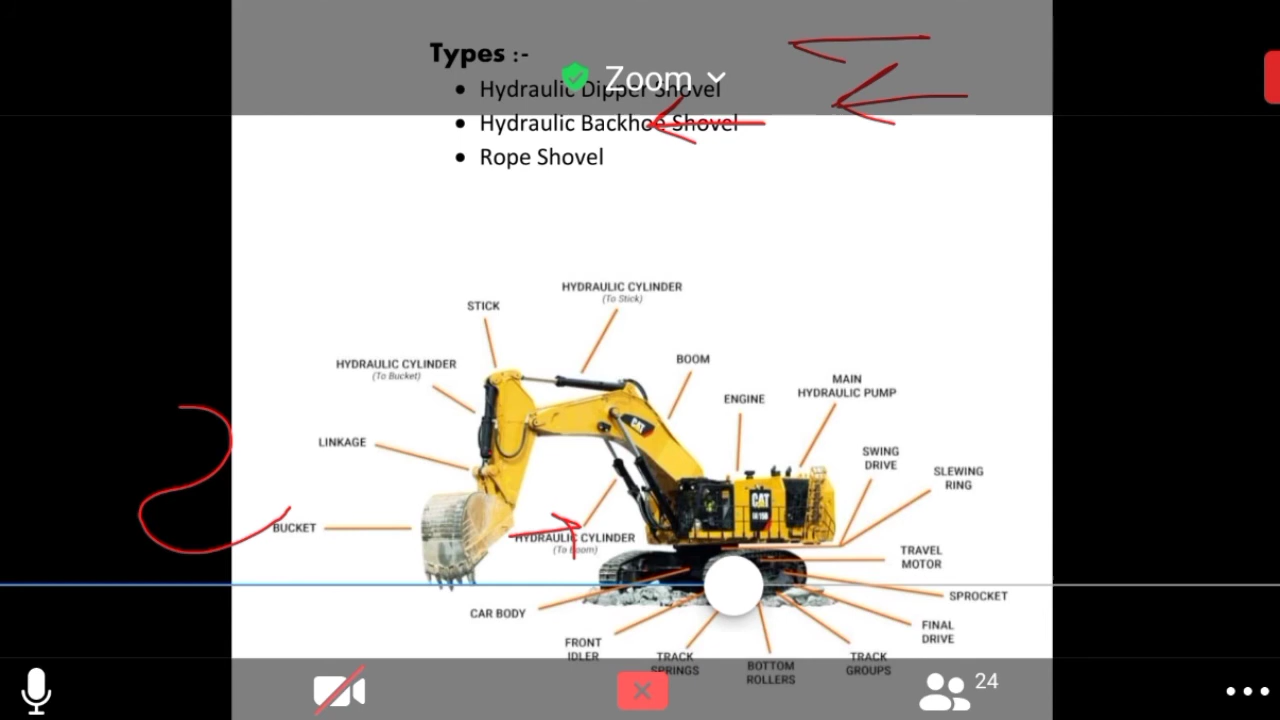 Types :-
Zoom
• Hydraulic Dipper Shovel
• Hydraulic Backhoe Shovel
• Rope Shovel
HYDRAULIC CYLINDER
(To Stick)
STICK
HYDRAULIC CYLINDER
(To Bucket)
BOOM
MAIN
HYDRAULIC PUMP
ENGINE
LINKAGE
SWING
DRIVE
SLEWING
RING
CAT
CAT
BUCKET
HYDRAULIC CYLINDER
(To Boom)
TRAVEL
MOTOR
SPROCKET
CAR BODY
FINAL
DRIVE
FRONT
IDLER
TRACK
SPRINGS
BOTTOM
ROLLERS
TRACK
GROUPS
24